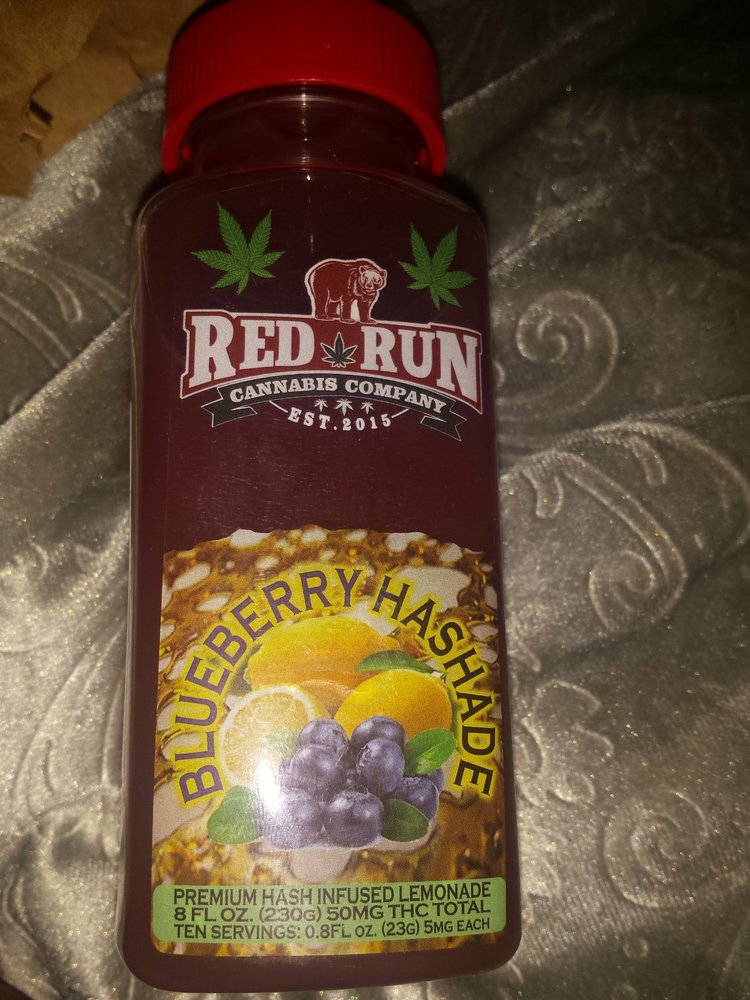 RED RUN
CANNABIS COMPANY
EST.2015
BLUEBERRY HASHADE
PREMIUM HASH INFUSED LEMONADE
8 FL OZ. (230G) 50MG THC TOTAL
TEN SERVINGS: 0.8FL OZ. (23G) 5MG EACH